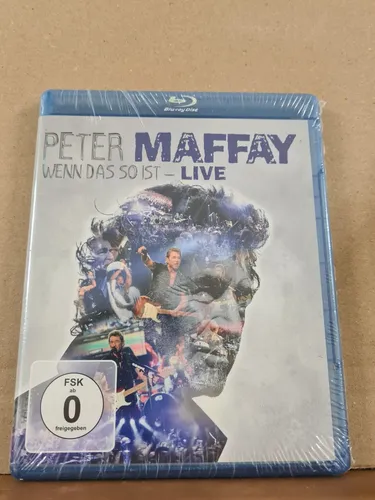 Blu-ray Disc
PETER MAFFAY
WENN DAS SO IST – LIVE
FSK
ab
0
freigegeben